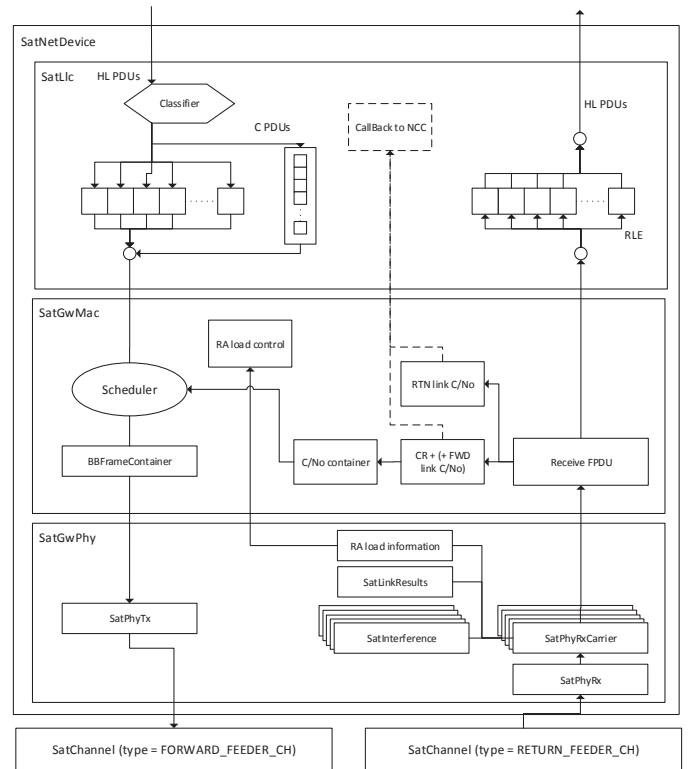 SatNetDevice
SatLlc
HL PDUs
Classifier
C PDUs
CallBack to NCC
HL PDUs
RLE
SatGwMac
RA load control
Scheduler
RTN link C/No
BBFrameContainer
C/No container
CR + (+ FWD
link C/No)
Receive FPDU
SatGwPhy
RA load information
SatLinkResults
SatPhyTx
SatInterference
SatPhyRxCarrier
SatPhyRx
SatChannel (type = FORWARD_FEEDER_CH)
SatChannel (type = RETURN_FEEDER_CH)